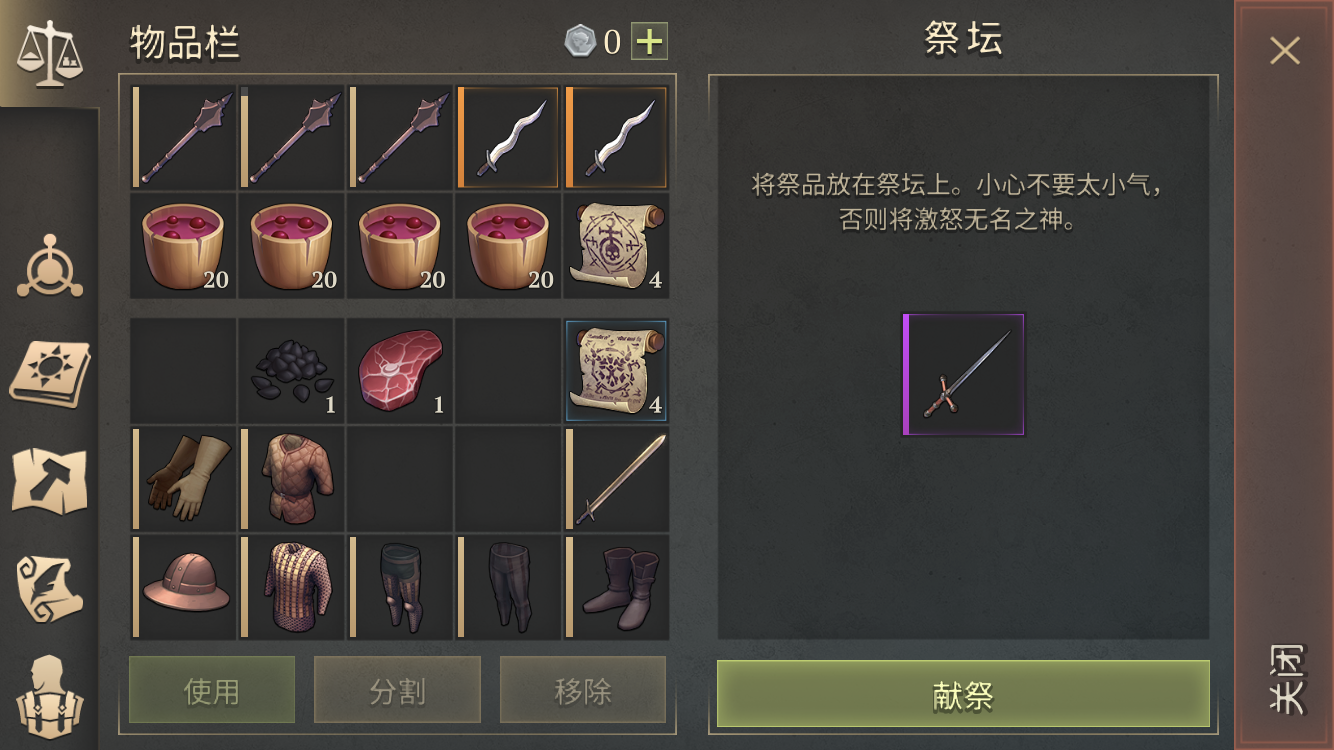 物品栏
0
祭坛
20
20
20
20
4
1
1
4
将祭品放在祭坛上。小心不要太小气，
否则将激怒无名之神。
使用
分割
移除
献祭
关闭